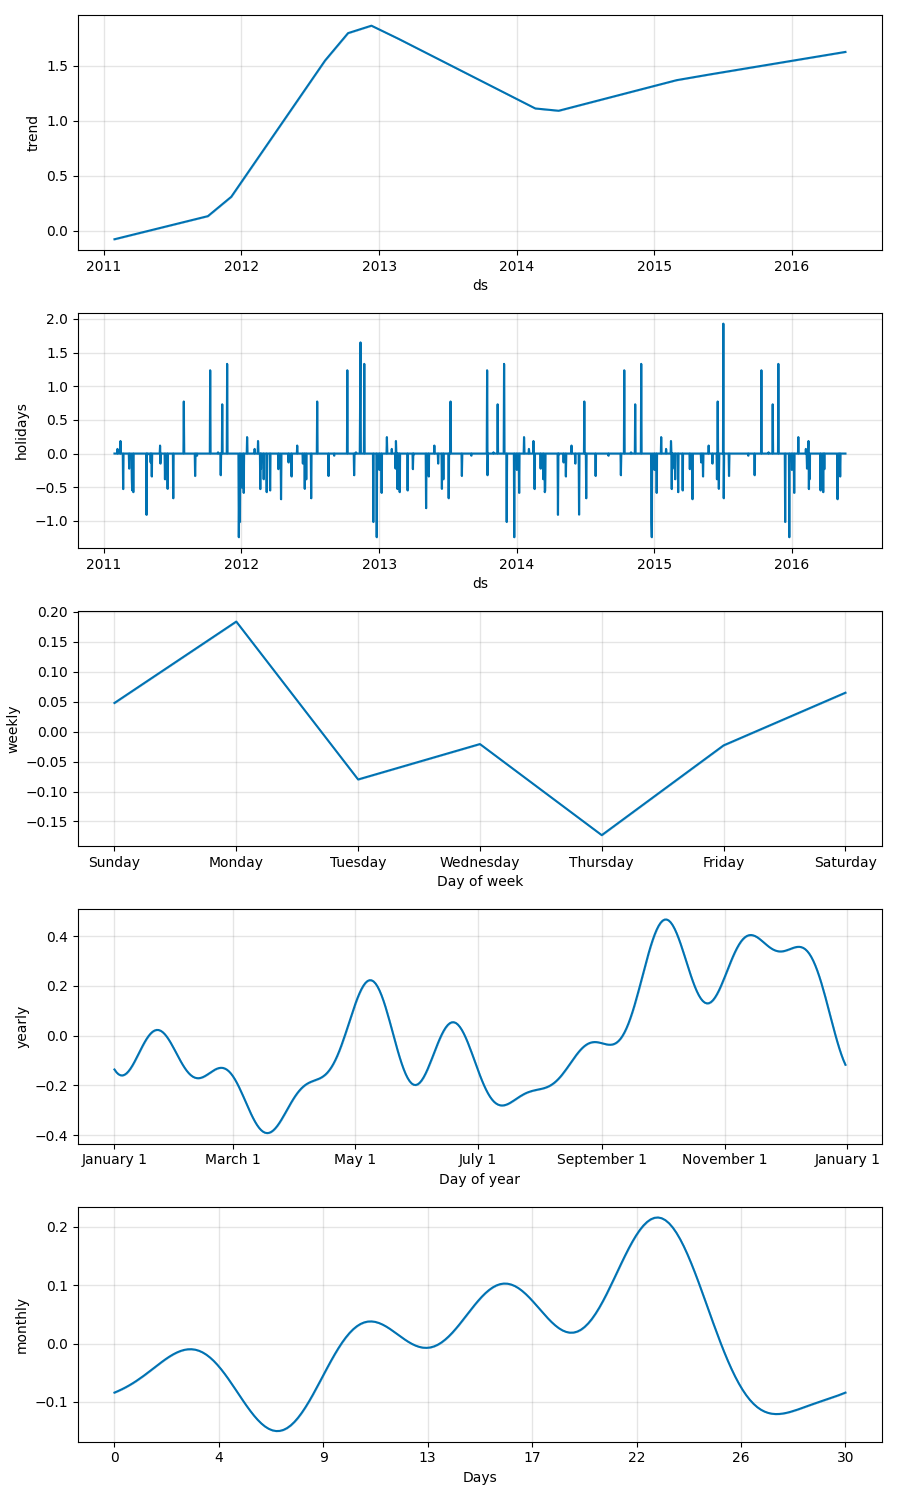 1.5
1.0
0.5
0.0
trend
2011 2012 2013 2014 2015 2016
ds
2.0
1.5
1.0
0.5
0.0
−0.5
−1.0
holidays
2011 2012 2013 2014 2015 2016
ds
0.20
0.15
0.10
0.05
0.00
−0.05
−0.10
−0.15
weekly
Sunday Monday Tuesday Wednesday Thursday Friday Saturday
Day of week
0.4
0.2
0.0
−0.2
−0.4
yearly
January 1 March 1 May 1 July 1 September 1 November 1 January 1
Day of year
0.2
0.1
0.0
−0.1
monthly
0 4 9 13 17 22 26 30
Days